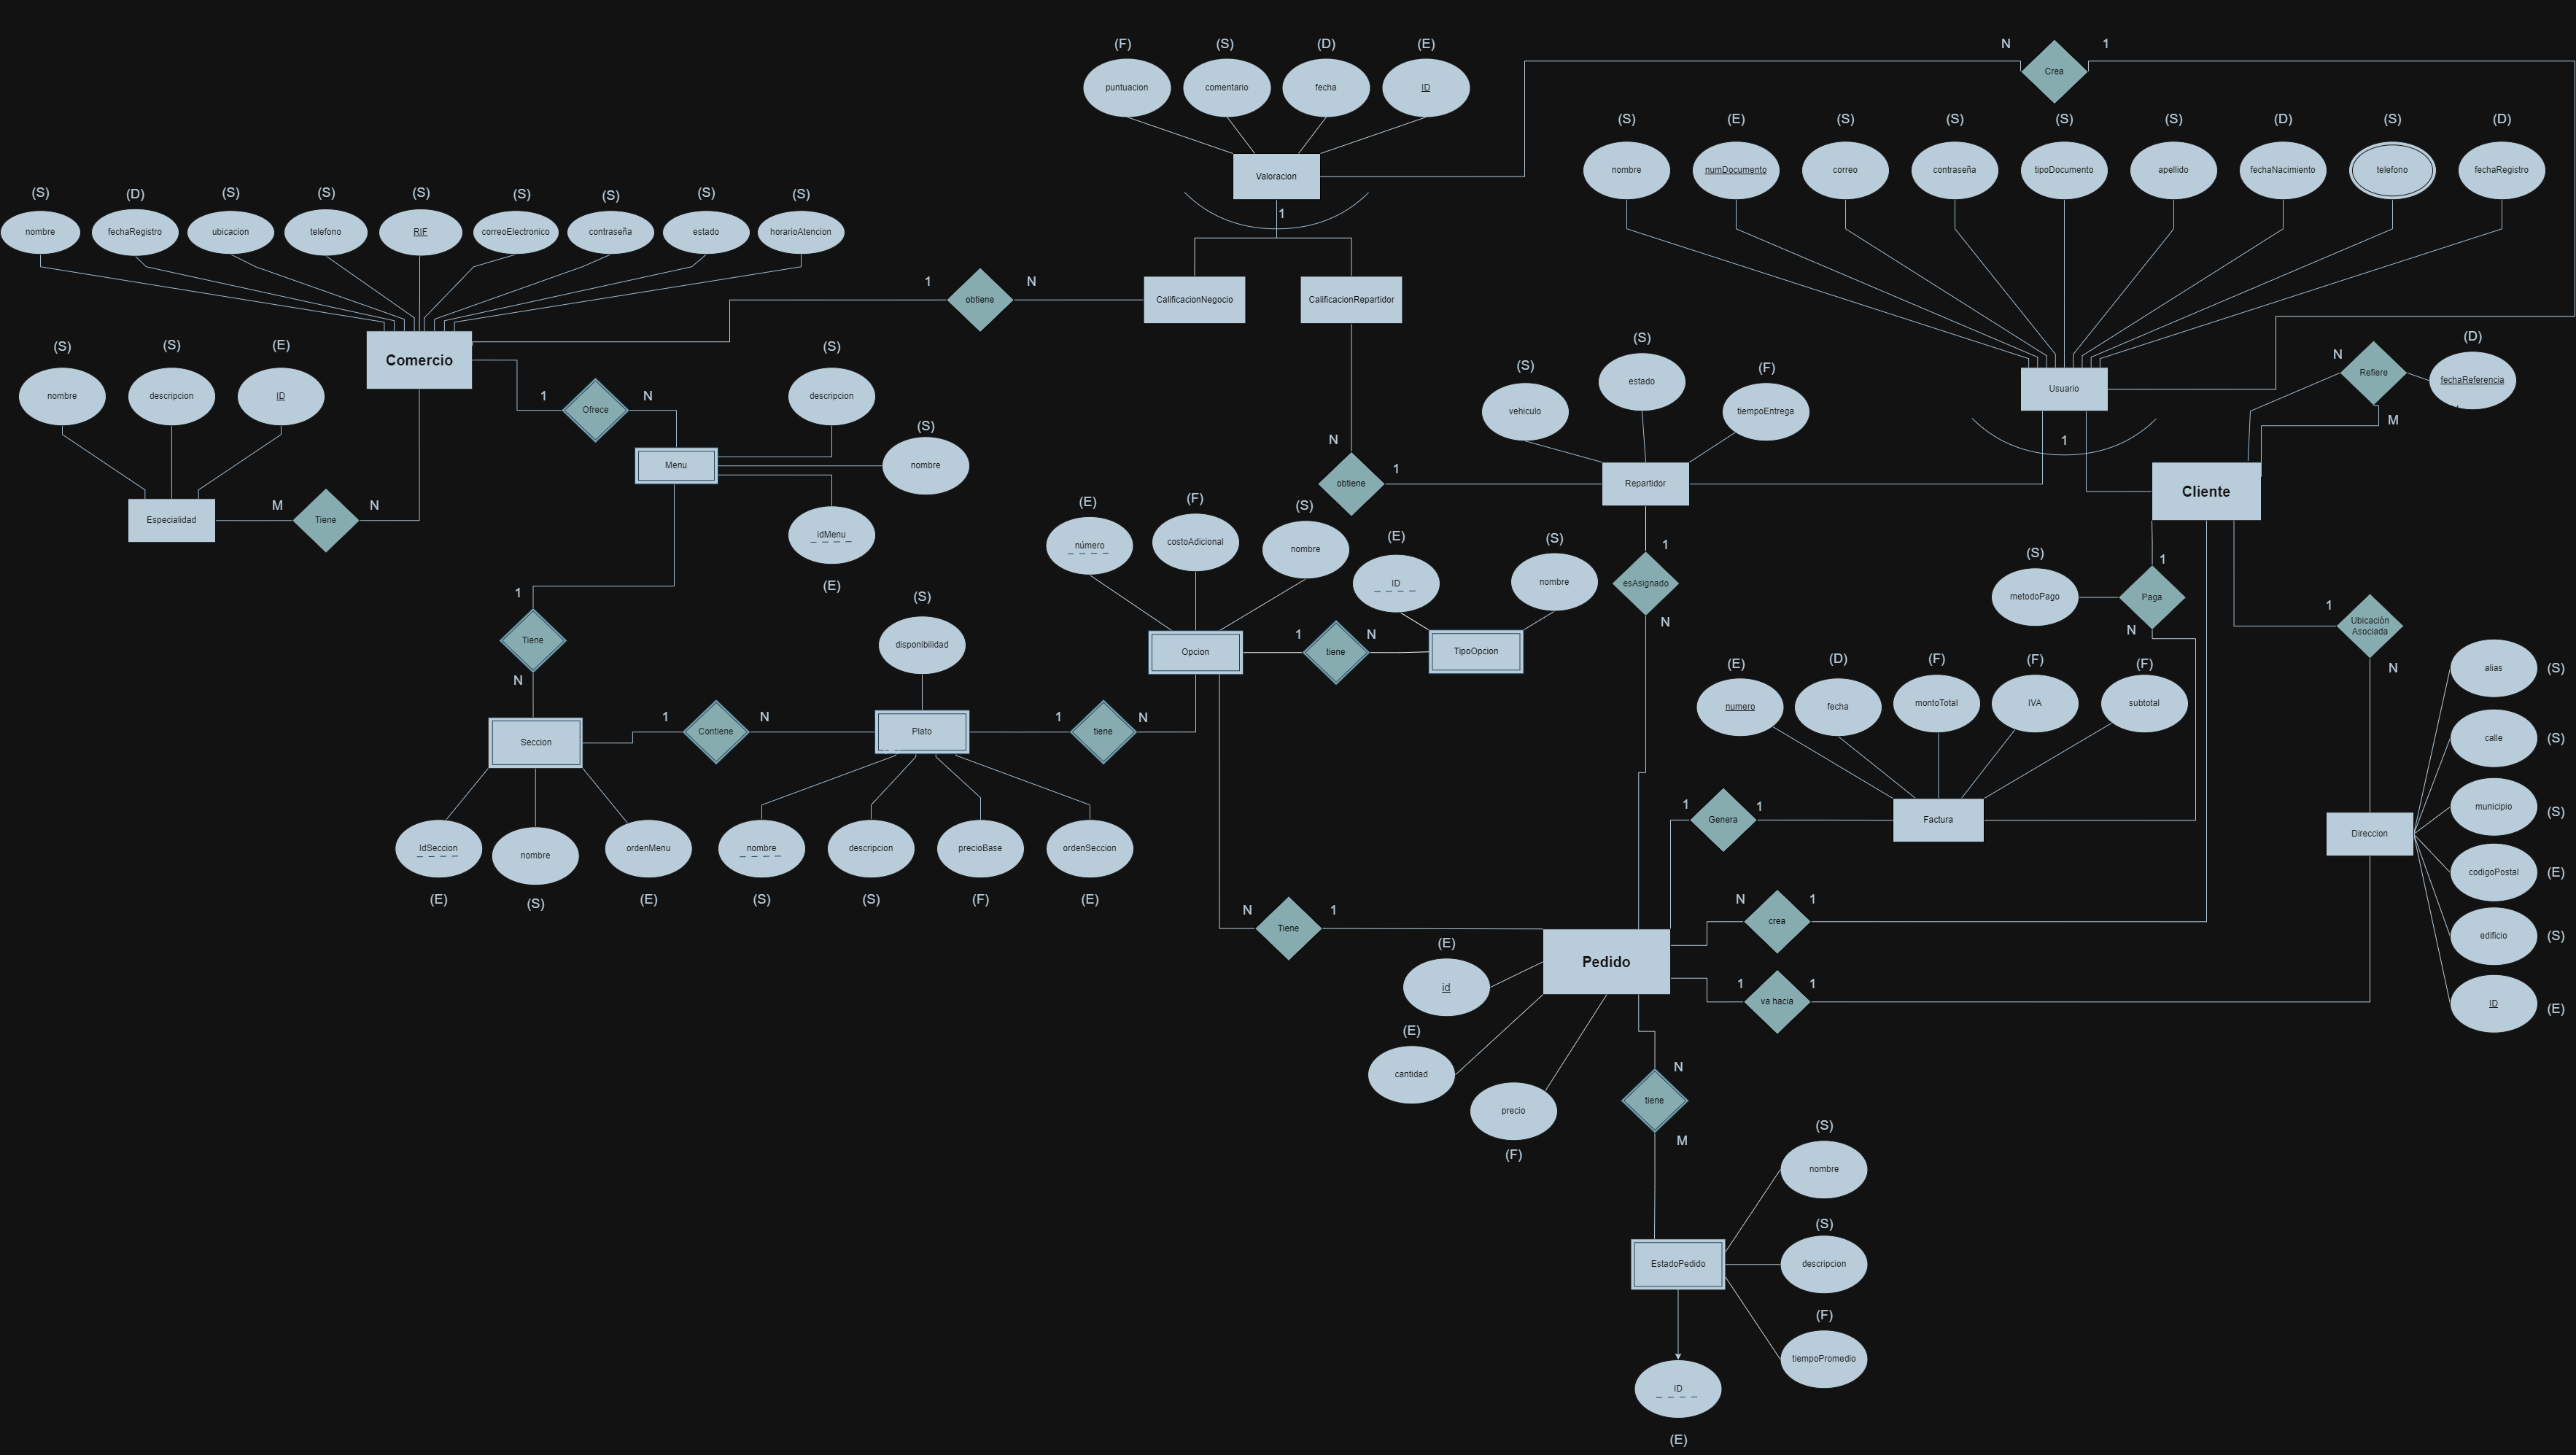 N
1
(F)
(S)
(D)
(E)
Crea
puntuacion
comentario
fecha
ID
(S)
(E)
(S)
(S)
(S)
(S)
(D)
(S)
(D)
Valoracion
nombre
numDocumento
correo
contraseña
tipoDocumento
apellido
fechaNacimiento
telefono
fechaRegistro
(S)
(D)
(S)
(S)
(S)
(S)
(S)
(S)
(S)
1
nombre
fechaRegistro
ubicacion
telefono
RIF
correoElectronico
contraseña
estado
horarioAtencion
1
obtiene
N
CalificacionNegocio
CalificacionRepartidor
(S)
(S)
(E)
Comercio
(S)
(S)
(S)
(F)
N
Refiere
(D)
fechaReferencia
nombre
descripcion
ID
1
Ofrece
N
descripcion
vehiculo
estado
tiempoEntrega
Usuario
M
(S)
nombre
Menu
N
obtiene
1
Repartidor
1
Cliente
Especialidad
M
Tiene
N
idMenu
(E)
(E)
número
(F)
costoAdicional
(S)
nombre
(E)
ID
(S)
nombre
1
esAsignado
N
(S)
metodoPago
1
Paga
N
1
Ubicación
Asociada
N
1
Tiene
N
(S)
disponibilidad
Opcion
1
tiene
N
TipoOpcion
(E)
(D)
(F)
(F)
(F)
numero
fecha
montoTotal
IVA
subtotal
alias
(S)
calle
(S)
municipio
(S)
codigoPostal
(E)
edificio
(S)
ID
(E)
Direccion
Seccion
1
Contiene
N
Plato
1
tiene
N
1
Genera
1
Factura
IdSeccion
nombre
ordenMenu
nombre
descripcion
precioBase
ordenSeccion
(E)
(S)
(E)
(S)
(S)
(F)
(E)
N
Tiene
1
N
crea
1
Pedido
1
va hacia
1
(E)
id
(E)
cantidad
precio
(F)
N
tiene
M
(S)
nombre
EstadoPedido
(S)
descripcion
(F)
tiempoPromedio
ID
(E)